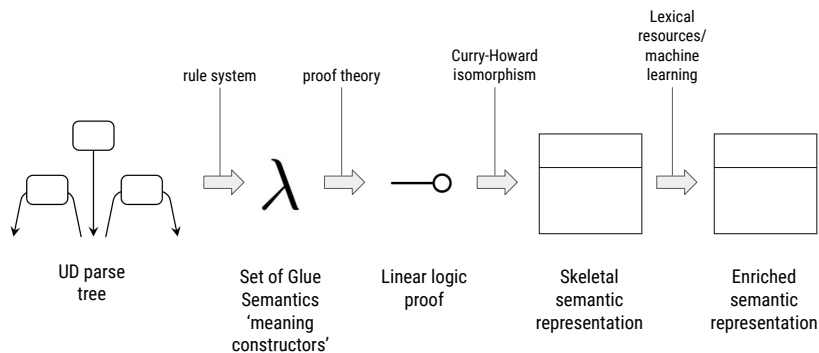 rule system
proof theory
Curry-Howard
isomorphism
Lexical
resources/
machine
learning
λ
UD parse
tree
Set of Glue
Semantics
‘meaning
constructors’
Linear logic
proof
Skeletal
semantic
representation
Enriched
semantic
representation